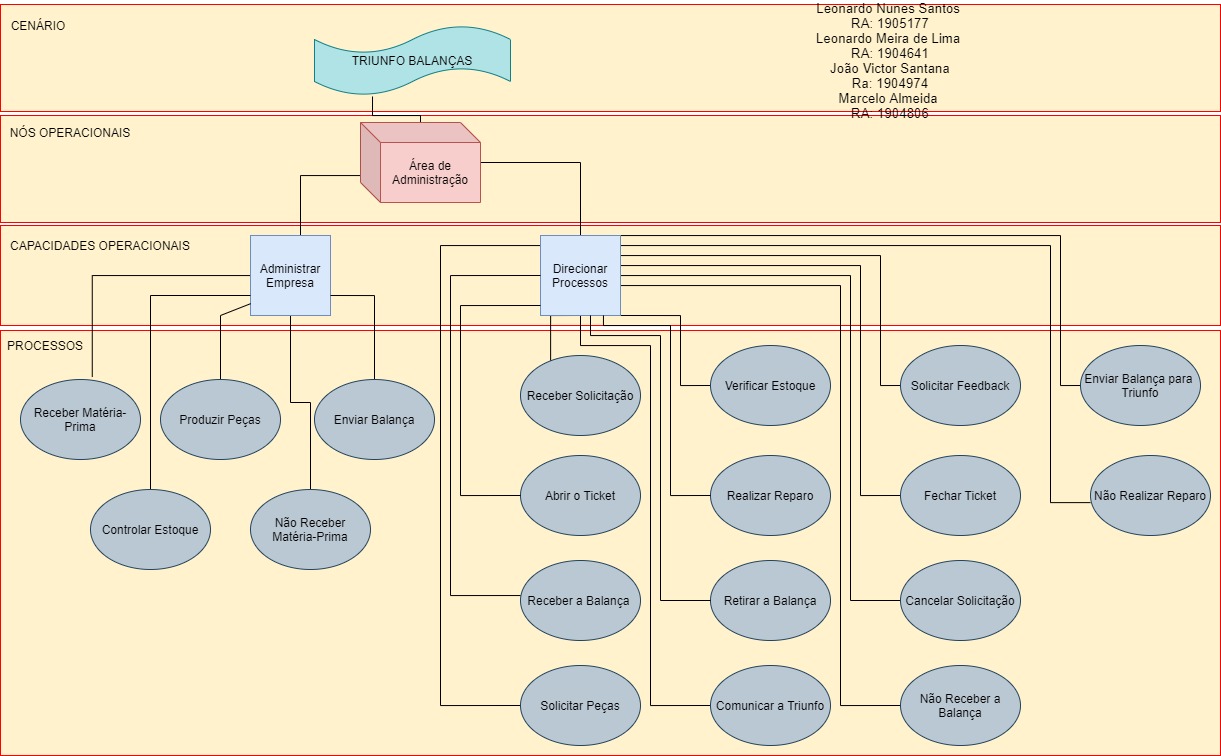 CENÁRIO
Leonardo Nunes Santos
RA: 1905177
Leonardo Meira de Lima
RA: 1904641
João Victor Santana
Ra: 1904974
Marcelo Almeida
RA: 1904806
TRIUNFO BALANÇAS
NÓS OPERACIONAIS
Área de
Administração
CAPACIDADES OPERACIONAIS
Administrar
Empresa
Direcionar
Processos
PROCESSOS
Receber Matéria-
Prima
Produzir Peças
Enviar Balança
Controlar Estoque
Não Receber
Matéria-Prima
Receber Solicitação
Verificar Estoque
Solicitar Feedback
Enviar Balança para
Triunfo
Abrir o Ticket
Realizar Reparo
Fechar Ticket
Não Realizar Reparo
Receber a Balança
Retirar a Balança
Cancelar Solicitação
Solicitar Peças
Comunicar a Triunfo
Não Receber a
Balança